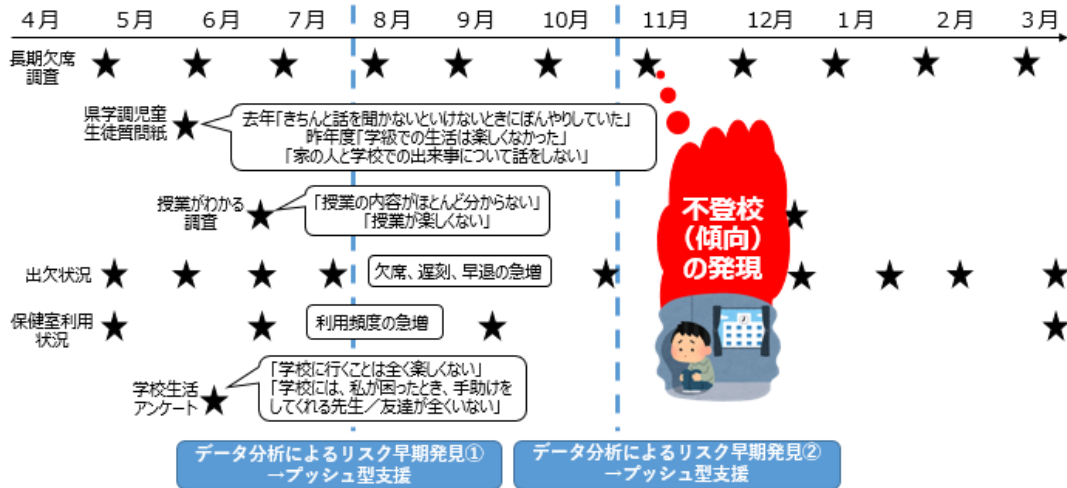 4月 5月 6月 7月 8月 9月 10月 11月 12月 1月 2月 3月
長期欠席
調査
県学調児童
生徒質問紙
去年「きちんと話を聞かないといけないときにぼんやりしていた」
昨年度「学級での生活は楽しくなかった」
「家の人と学校での出来事について話をしない」
授業がわかる
調査
「授業の内容がほとんど分からない」
「授業が楽しくない」
不登校
(傾向)
の発現
出欠状況
欠席、遅刻、早退の急増
保健室利用
状況
利用頻度の急増
学校生活
アンケート
「学校に行くことは全く楽しくない」
「学校には、私が困ったとき、手助けを
してくれる先生/友達が全くいない」
データ分析によるリスク早期発見①
→プッシュ型支援
データ分析によるリスク早期発見②
→プッシュ型支援